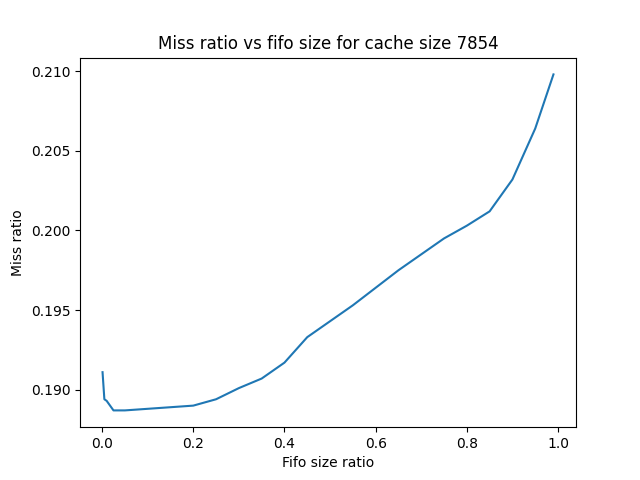 Miss ratio vs fifo size for cache size 7854
0.210
0.205
0.200
0.195
0.190
Miss ratio
0.0 0.2 0.4 0.6 0.8 1.0
Fifo size ratio